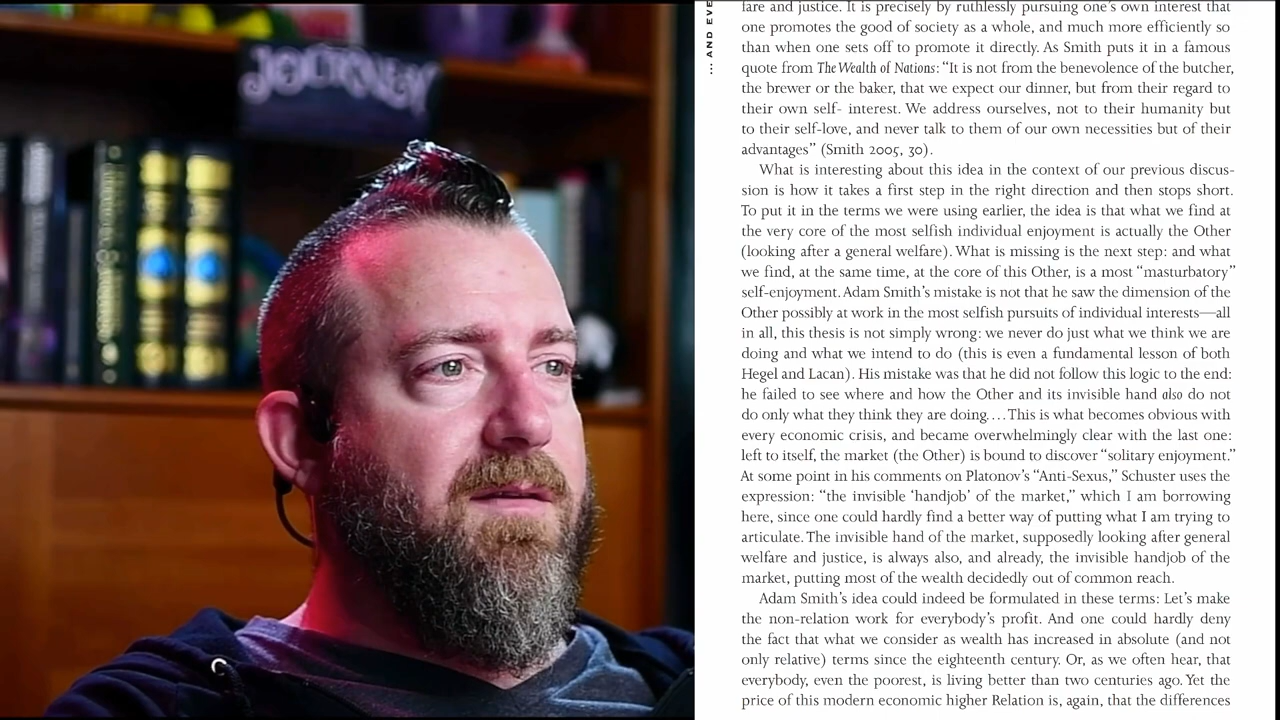 JOURNEY
... AND EVE
fare and justice. It is precisely by ruthlessly pursuing one's own interest that
one promotes the good of society as a whole, and much more efficiently so
than when one sets off to promote it directly. As Smith puts it in a famous
quote from The Wealth of Nations: “It is not from the benevolence of the butcher,
the brewer or the baker, that we expect our dinner, but from their regard to
their own self- interest. We address ourselves, not to their humanity but
to their self-love, and never talk to them of our own necessities but of their
advantages” (Smith 2005, 30).
What is interesting about this idea in the context of our previous discus-
sion is how it takes a first step in the right direction and then stops short.
To put it in the terms we were using earlier, the idea is that what we find at
the very core of the most selfish individual enjoyment is actually the Other
(looking after a general welfare). What is missing is the next step: and what
we find, at the same time, at the core of this Other, is a most “masturbatory”
self-enjoyment. Adam Smith's mistake is not that he saw the dimension of the
Other possibly at work in the most selfish pursuits of individual interests—all
in all, this thesis is not simply wrong: we never do just what we think we are
doing and what we intend to do (this is even a fundamental lesson of both
Hegel and Lacan). His mistake was that he did not follow this logic to the end:
he failed to see where and how the Other and its invisible hand also do not
do only what they think they are doing.... This is what becomes obvious with
every economic crisis, and became overwhelmingly clear with the last one:
left to itself, the market (the Other) is bound to discover “solitary enjoyment.”
At some point in his comments on Platonov's “Anti-Sexus,” Schuster uses the
expression: “the invisible ‘handjob’ of the market,” which I am borrowing
here, since one could hardly find a better way of putting what I am trying to
articulate. The invisible hand of the market, supposedly looking after general
welfare and justice, is always also, and already, the invisible handjob of the
market, putting most of the wealth decidedly out of common reach.
Adam Smith's idea could indeed be formulated in these terms: Let's make
the non-relation work for everybody's profit. And one could hardly deny
the fact that what we consider as wealth has increased in absolute (and not
only relative) terms since the eighteenth century. Or, as we often hear, that
everybody, even the poorest, is living better than two centuries ago. Yet the
price of this modern economic higher Relation is, again, that the differences